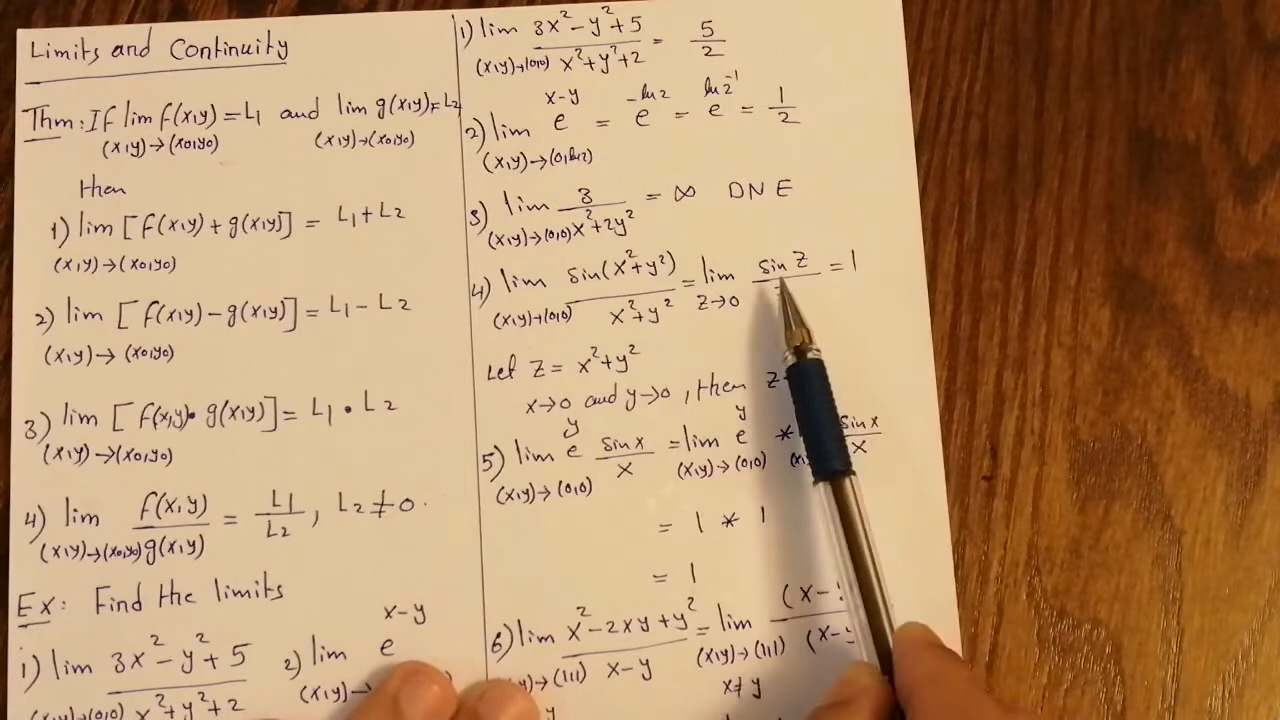 Limits and Continuity
Thm: If lim f(x,y) = L1 and lim g(x,y) = L2
(x,y)→(x0,y0) (x,y)→(x0,y0)
then
1) lim [f(x,y) + g(x,y)] = L1 + L2
(x,y)→(x0,y0)
2) lim [f(x,y) − g(x,y)] = L1 − L2
(x,y)→(x0,y0)
3) lim [f(x,y) • g(x,y)] = L1 • L2
(x,y)→(x0,y0)
4) lim f(x,y) / g(x,y) = L1 / L2 , L2 ≠ 0.
(x,y)→(x0,y0)
Ex: Find the limits
1) lim 3x² − y² + 5 / x² + y² + 2 2) lim e^(x−y)
(x,y)→(0,0) (x,y)→
1) lim 3x² − y² + 5 / x² + y² + 2 = 5/2
(x,y)→(0,0)
2) lim e^(x−y) = e^(−ln2) = e^(ln2⁻¹) = 1/2
(x,y)→(0,ln2)
3) lim 3 / x² + 2y² = ∞ DNE
(x,y)→(0,0)
4) lim sin(x² + y²) / x² + y² = lim sin z = 1
(x,y)→(0,0) z→0
Let z = x² + y²
x→0 and y→0 , then z
5) lim e^y sinx / x = lim e^y * sinx / x
(x,y)→(0,0) (x,y)→(0,0) (x
= 1 * 1
= 1
6) lim x² − 2xy + y² / x − y = lim (x − / (x −
,y)→(1,1) (x,y)→(1,1)
x≠y
y